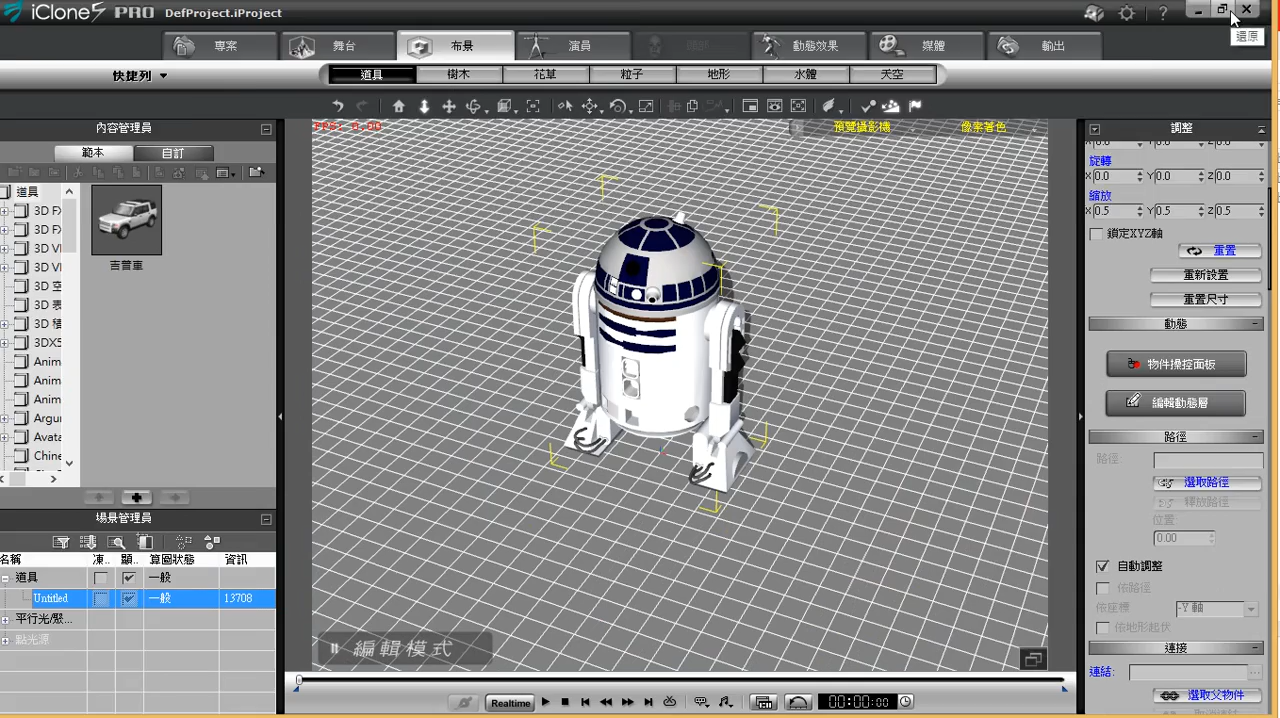 iClone5 PRO DefProject.iProject
還原
專案 舞台 布景 演員 動態效果 媒體 輸出
快捷列
道具 樹木 花草 粒子 地形 水體 天空
內容管理員
範本 自訂
道具
3D FX
3D FX
3D VI
3D VI
3D 空
3D 表
3D 積
3DX5
Anim
Anim
Anim
Argu
Avata
Chine
吉普車
預覽攝影機 像素著色
編輯模式
場景管理員
名稱 凍.. 顯.. 算圖狀態 資訊
道具 一般
Untitled 一般 13708
平行光/聚...
點光源
調整
X 0.0 Y 0.0 Z 0.0
旋轉
X 0.0 Y 0.0 Z 0.0
縮放
X 0.5 Y 0.5 Z 0.5
鎖定XYZ軸
重置
重新設置
重置尺寸
動態
物件操控面板
編輯動態層
路徑
路徑:
選取路徑
釋放路徑
位置:
0.00
自動調整
依路徑
依座標 -Y 軸
依地形起伏
連接
連結:
選取父物件
Realtime 00:00:00